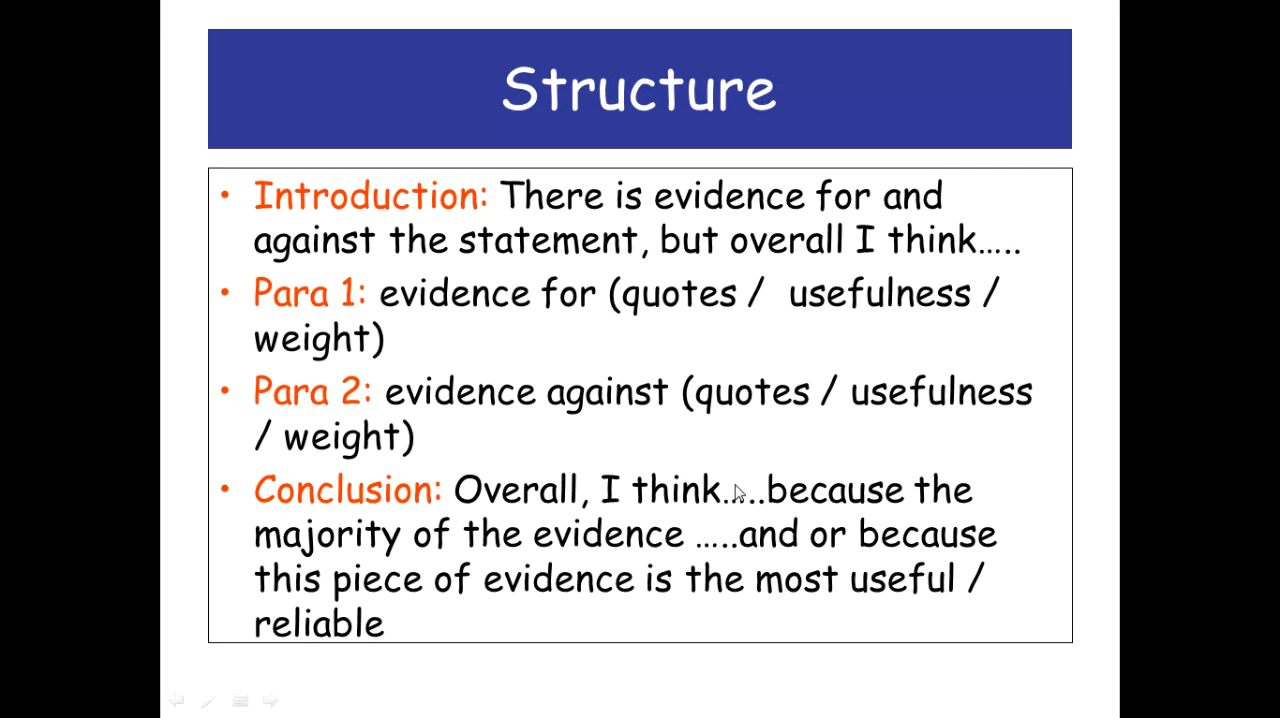 Structure
• Introduction: There is evidence for and
against the statement, but overall I think…..
• Para 1: evidence for (quotes /  usefulness /
weight)
• Para 2: evidence against (quotes / usefulness
/ weight)
• Conclusion: Overall, I think…..because the
majority of the evidence …..and or because
this piece of evidence is the most useful /
reliable